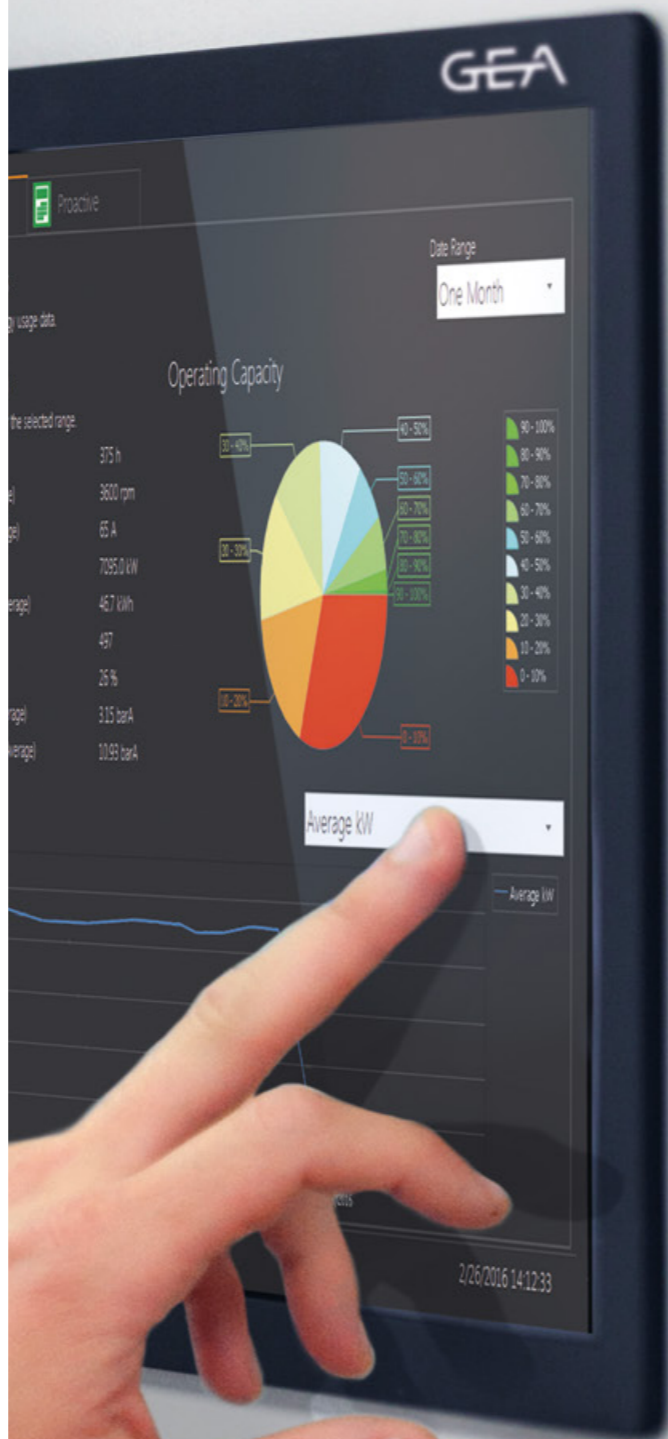 GEA
Proactive
Date Range
One Month
gy usage data.
Operating Capacity
the selected range.
375 h
3600 rpm
65 A
7095.0 kW
erage)
46.7 kWh
497
26 %
rage)
3.15 barA
verage)
10.93 barA
30 - 40%
20 - 30%
10 - 20%
40 - 50%
50 - 60%
60 - 70%
70 - 80%
80 - 90%
90 - 100%
0 - 10%
90 - 100%
80 - 90%
70 - 80%
60 - 70%
50 - 60%
40 - 50%
30 - 40%
20 - 30%
10 - 20%
0 - 10%
Average kW
Average kW
2/26/2016 14:12:33